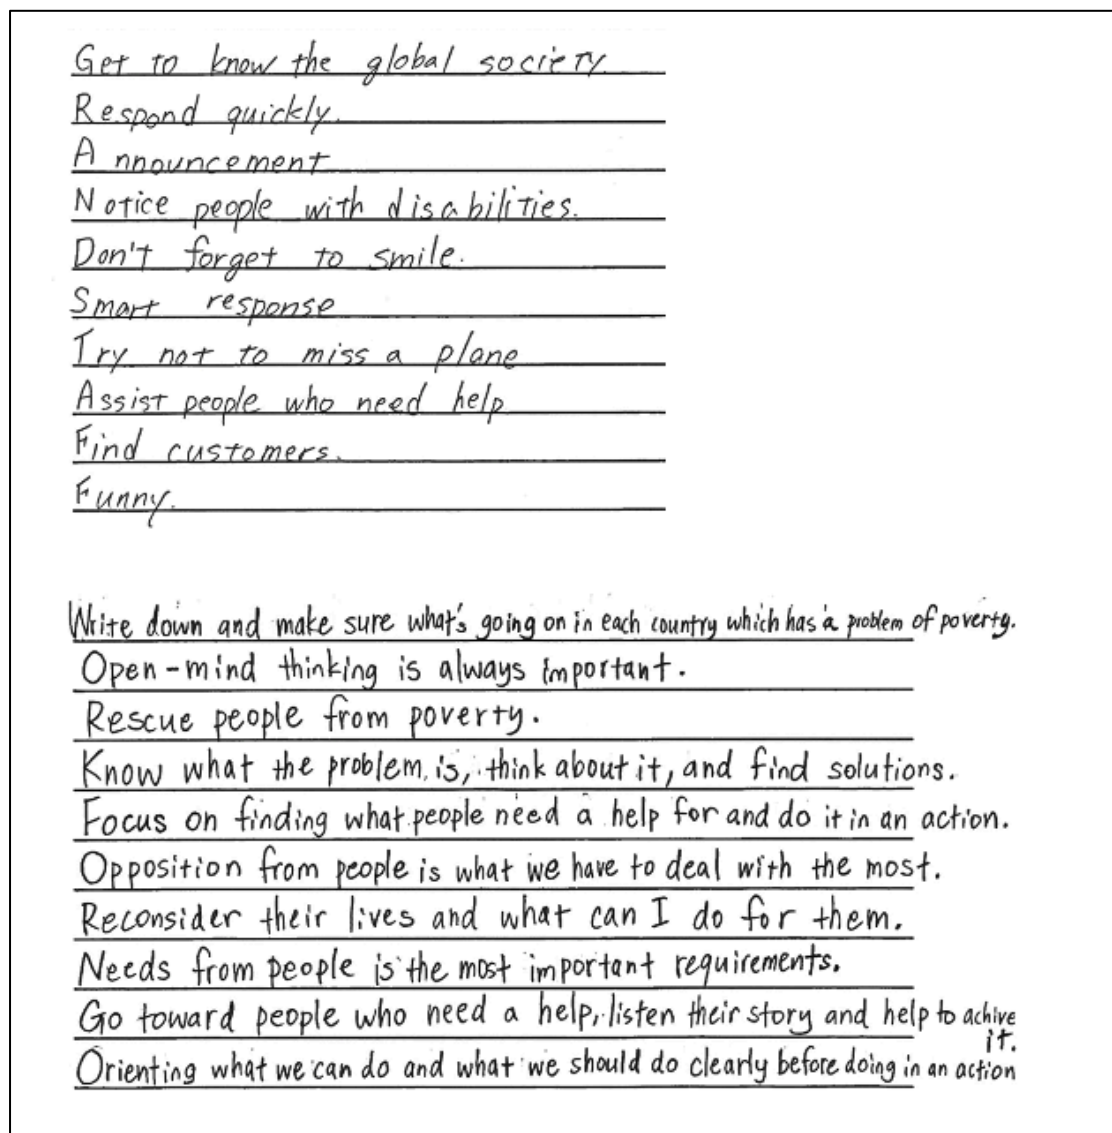 Get to know the global society
Respond quickly.
Announcement
Notice people with disabilities.
Don't forget to smile.
Smart response
Try not to miss a plane
Assist people who need help
Find customers.
Funny.
Write down and make sure what's going on in each country which has a problem of poverty.
Open-mind thinking is always important.
Rescue people from poverty.
Know what the problem is, think about it, and find solutions.
Focus on finding what people need a help for and do it in an action.
Opposition from people is what we have to deal with the most.
Reconsider their lives and what can I do for them.
Needs from people is the most important requirements.
Go toward people who need a help, listen their story and help to achive it.
Orienting what we can do and what we should do clearly before doing in an action